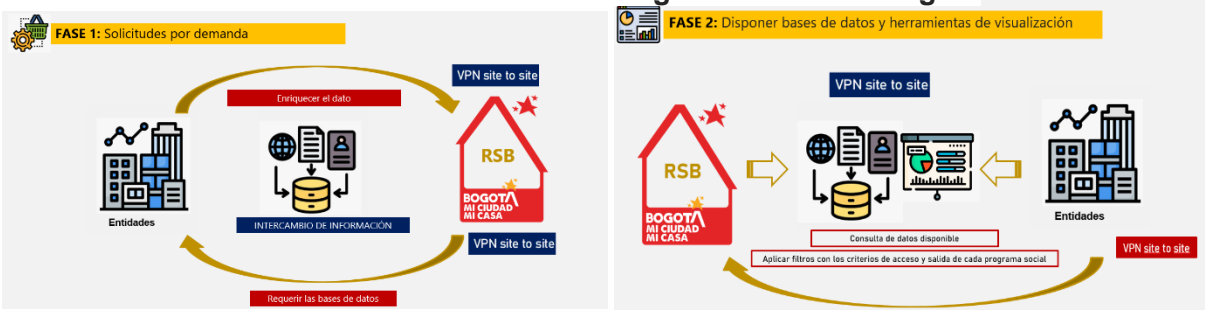 FASE 1: Solicitudes por demanda
VPN site to site
Enriquecer el dato
RSB
BOGOTÁ
MI CIUDAD
MI CASA
Entidades
INTERCAMBIO DE INFORMACIÓN
VPN site to site
Requerir las bases de datos
FASE 2: Disponer bases de datos y herramientas de visualización
VPN site to site
RSB
BOGOTÁ
MI CIUDAD
MI CASA
Entidades
Consulta de datos disponible
Aplicar filtros con los criterios de acceso y salida de cada programa social
VPN site to site